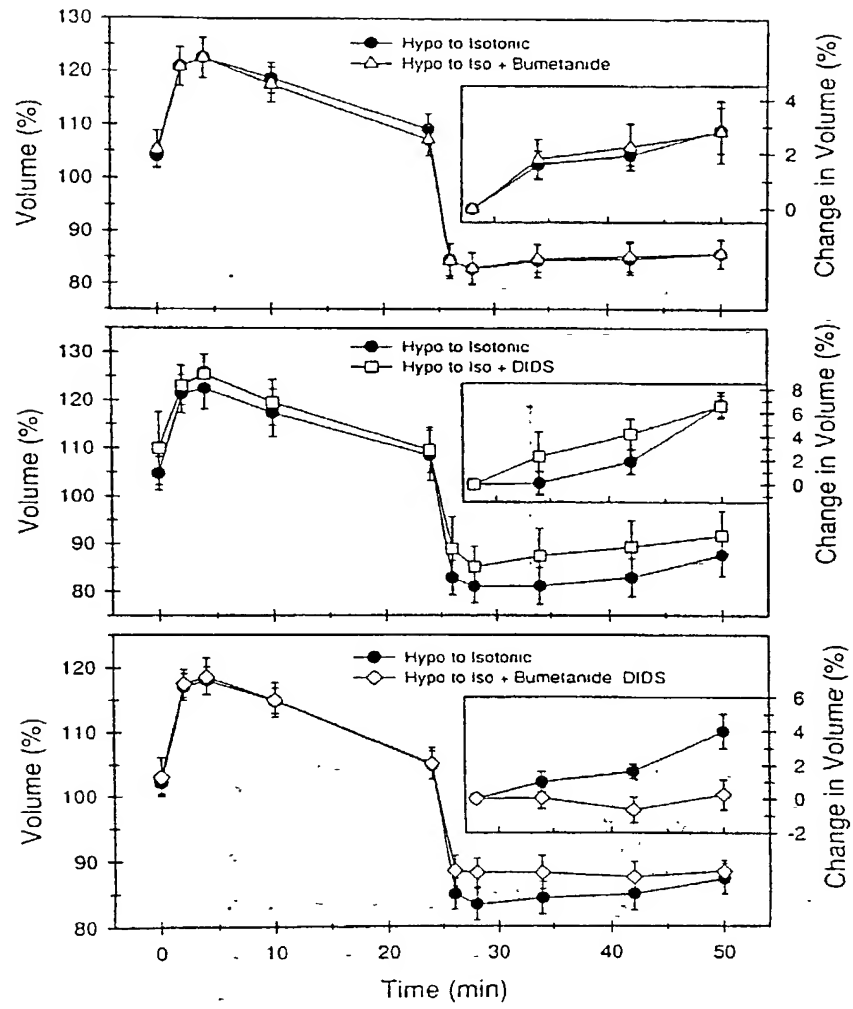 130
120
110
100
90
80
Volume (%)
Hypo to Isotonic
Hypo to Iso + Bumetanide
4
2
0
Change in Volume (%)
130
120
110
100
90
80
Volume (%)
Hypo to Isotonic
Hypo to Iso + DIDS
8
6
4
2
0
Change in Volume (%)
120
110
100
90
80
Volume (%)
Hypo to Isotonic
Hypo to Iso + Bumetanide DIDS
6
4
2
0
-2
Change in Volume (%)
0 10 20 30 40 50
Time (min)